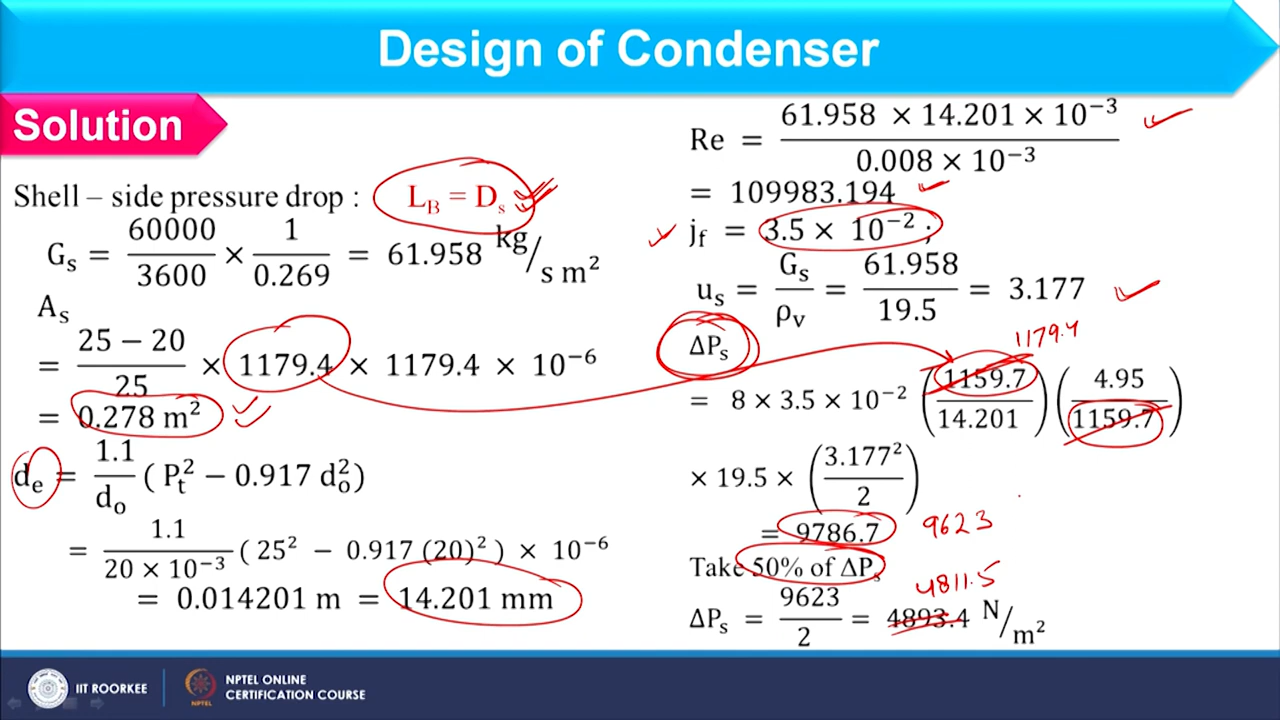 Design of Condenser
Solution
Shell – side pressure drop : L_B = D_s
G_s = 60000/3600 × 1/0.269 = 61.958 kg/s m²
A_s
= (25 − 20)/25 × 1179.4 × 1179.4 × 10⁻⁶
= 0.278 m²
d_e = 1.1/d_o ( P_t² − 0.917 d_o² )
= 1.1/(20 × 10⁻³) ( 25² − 0.917 (20)² ) × 10⁻⁶
= 0.014201 m = 14.201 mm
Re = (61.958 × 14.201 × 10⁻³)/(0.008 × 10⁻³)
= 109983.194
j_f = 3.5 × 10⁻² ;
u_s = G_s/ρ_v = 61.958/19.5 = 3.177
1179.4
ΔP_s
= 8 × 3.5 × 10⁻² (1159.7/14.201) (4.95/1159.7)
× 19.5 × (3.177²/2)
= 9786.7 9623
Take 50% of ΔP_s
4811.5
ΔP_s = 9623/2 = 4893.4 N/m²
IIT ROORKEE
NPTEL
NPTEL ONLINE
CERTIFICATION COURSE